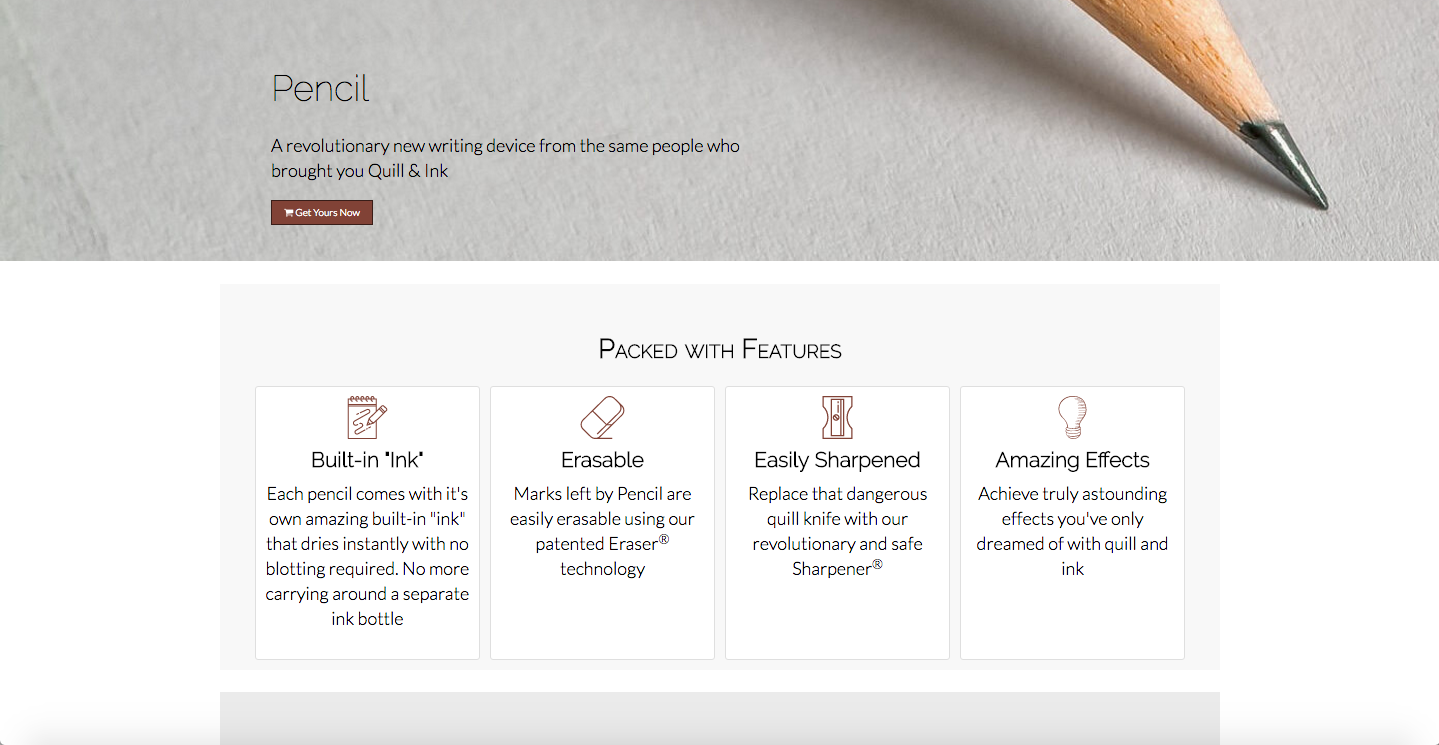 Pencil
A revolutionary new writing device from the same people who
brought you Quill & Ink
Get Yours Now
Packed with Features
Built-in "Ink"
Each pencil comes with it's
own amazing built-in "ink"
that dries instantly with no
blotting required. No more
carrying around a separate
ink bottle
Erasable
Marks left by Pencil are
easily erasable using our
patented Eraser®
technology
Easily Sharpened
Replace that dangerous
quill knife with our
revolutionary and safe
Sharpener®
Amazing Effects
Achieve truly astounding
effects you've only
dreamed of with quill and
ink